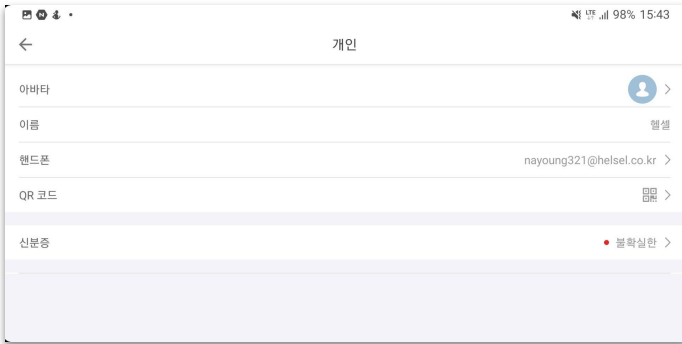 LTE 98% 15:43
개인
아바타
이름 헬셀
핸드폰 nayoung321@helsel.co.kr
QR 코드
신분증 불확실한